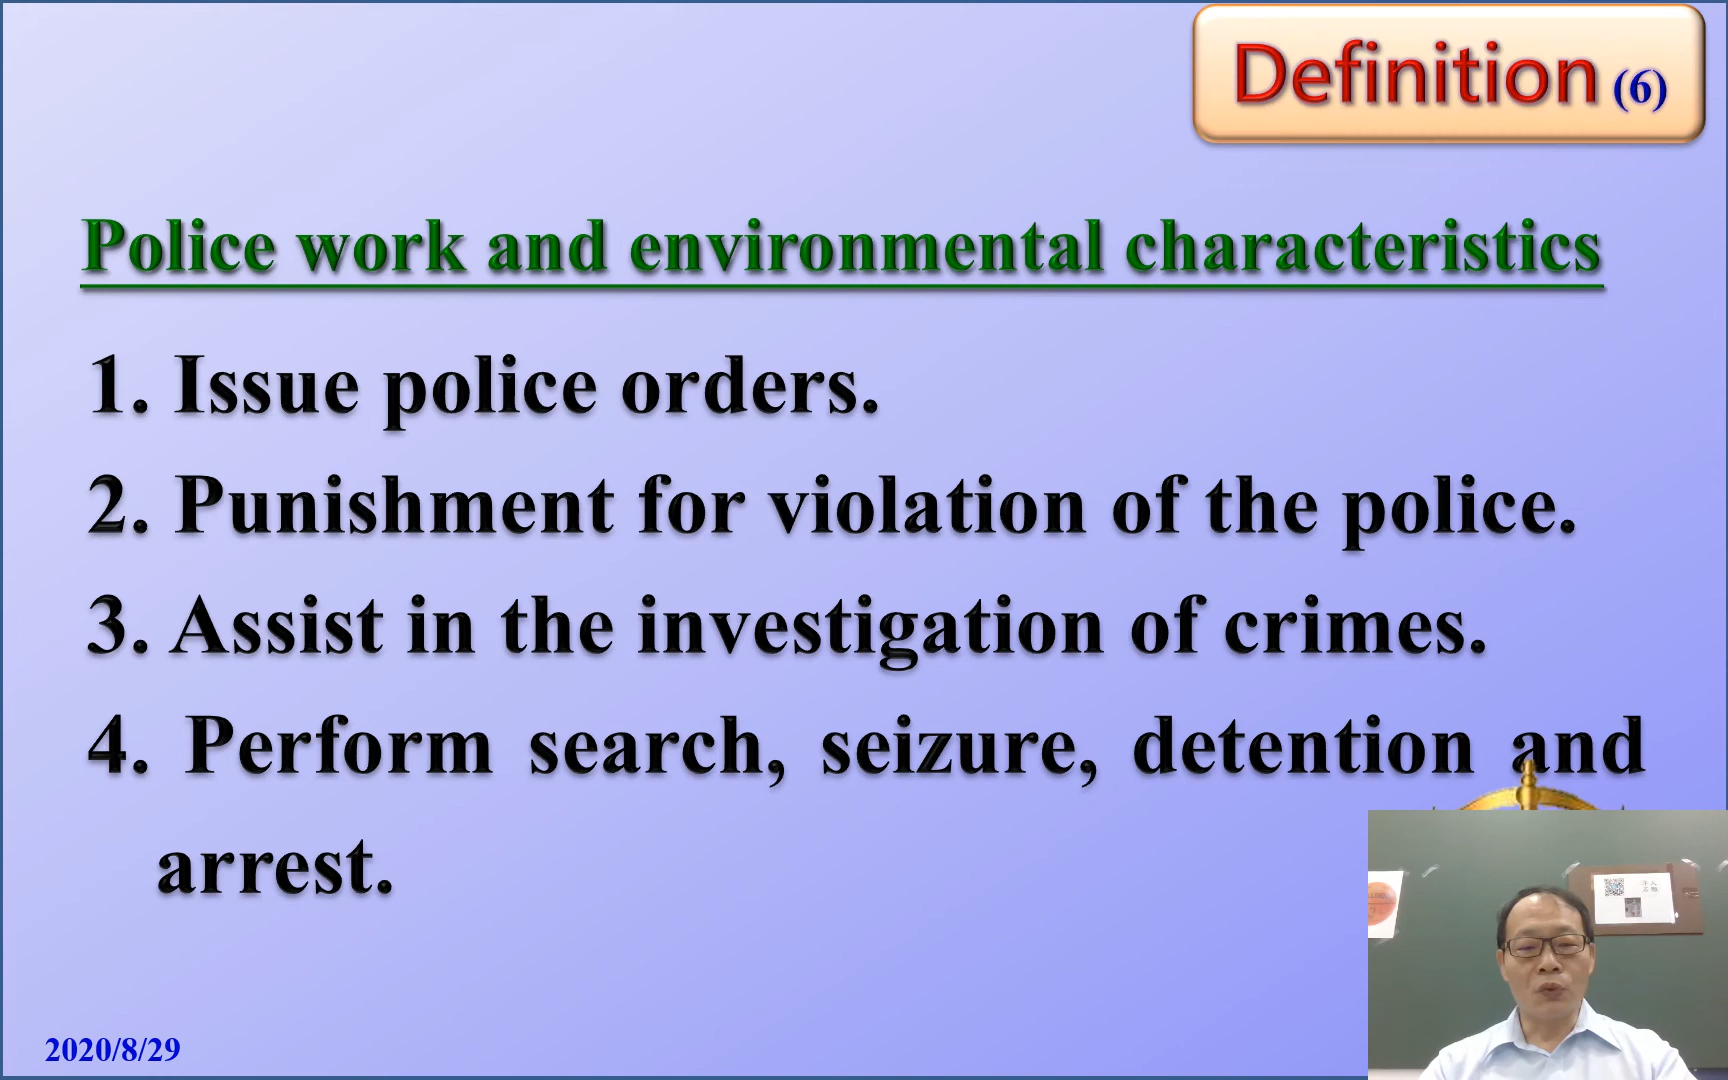 Definition (6)
Police work and environmental characteristics
1. Issue police orders.
2. Punishment for violation of the police.
3. Assist in the investigation of crimes.
4. Perform search, seizure, detention and
arrest.
2020/8/29